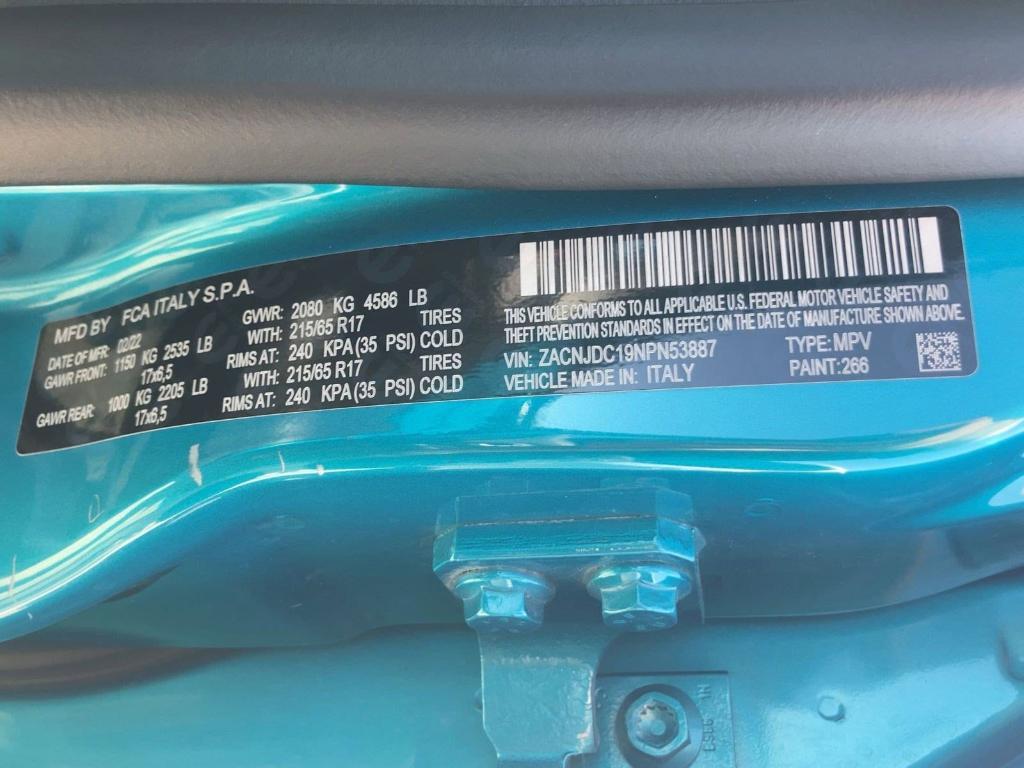 MFD BY FCA ITALY S.P.A.
DATE OF MFR: 02/22 GVWR: 2080 KG 4586 LB
GAWR FRONT: 1150 KG 2535 LB WITH: 215/65 R17 TIRES
17x6,5 RIMS AT: 240 KPA(35 PSI) COLD
GAWR REAR: 1000 KG 2205 LB WITH: 215/65 R17 TIRES
17x6,5 RIMS AT: 240 KPA(35 PSI) COLD
THIS VEHICLE CONFORMS TO ALL APPLICABLE U.S. FEDERAL MOTOR VEHICLE SAFETY AND
THEFT PREVENTION STANDARDS IN EFFECT ON THE DATE OF MANUFACTURE SHOWN ABOVE.
VIN: ZACNJDC19NPN53887 TYPE: MPV
VEHICLE MADE IN: ITALY PAINT: 266